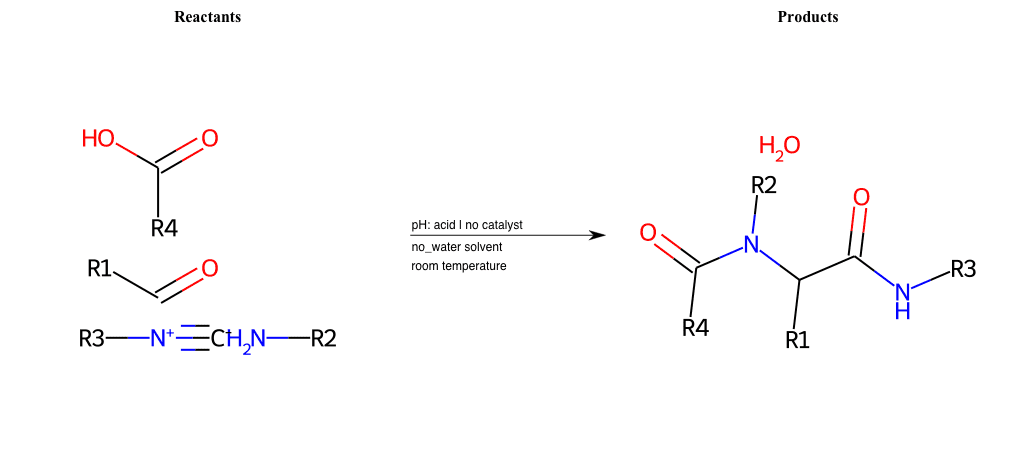 Reactants
Products
HO O
R4
R1 O
R3 N+ C- H2N R2
pH: acid | no catalyst
no_water solvent
room temperature
H2O
R2
O
O
N
R3
N
H
R4
R1